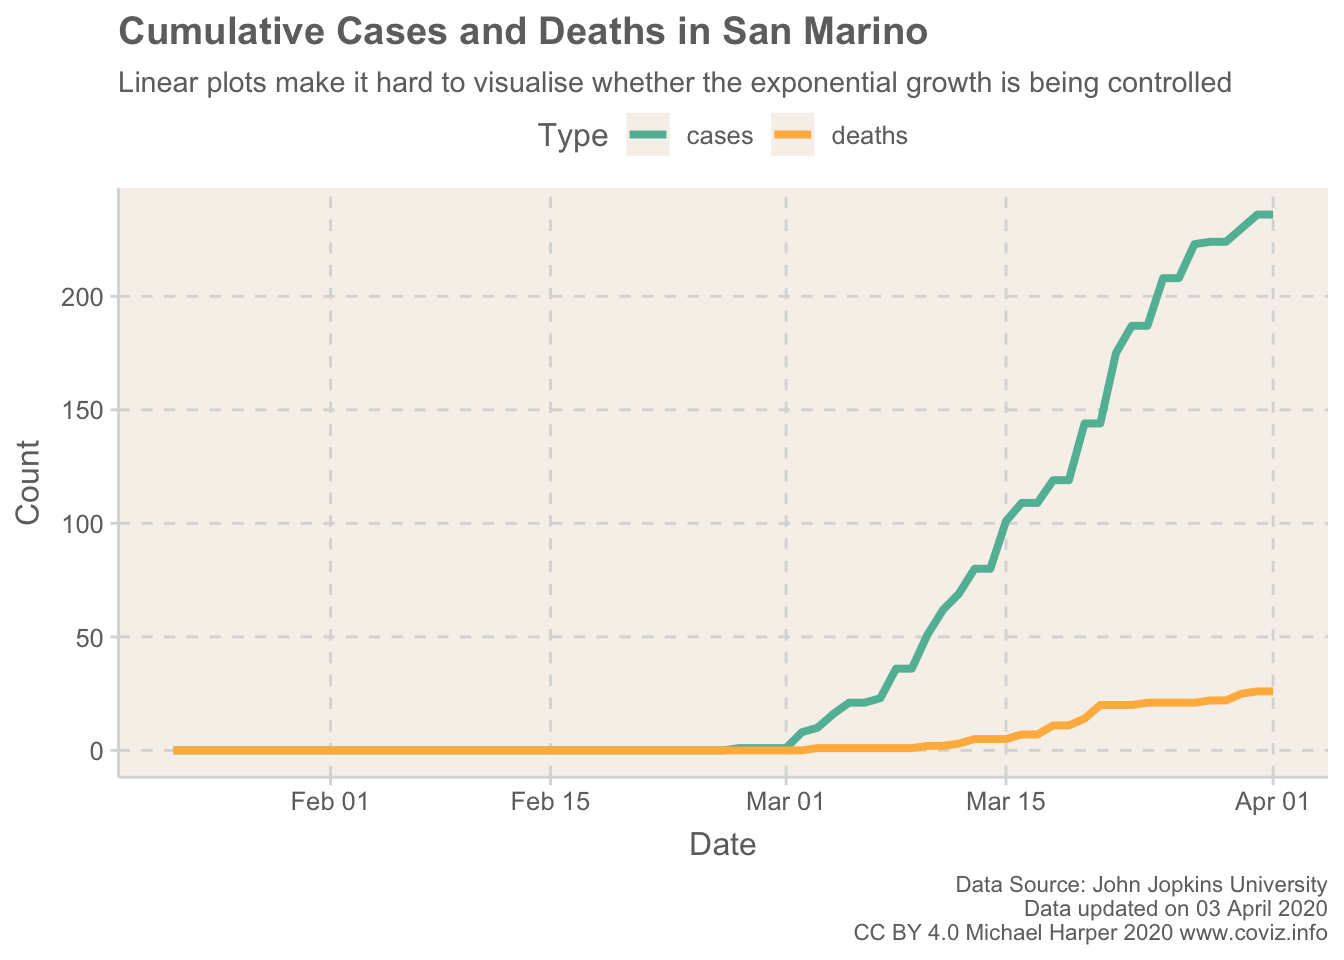 Cumulative Cases and Deaths in San Marino
Linear plots make it hard to visualise whether the exponential growth is being controlled
Type cases deaths
200
150
100
50
0
Count
Feb 01 Feb 15 Mar 01 Mar 15 Apr 01
Date
Data Source: John Jopkins University
Data updated on 03 April 2020
CC BY 4.0 Michael Harper 2020 www.coviz.info